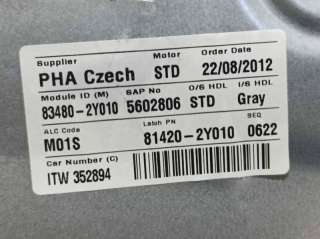 Supplier Motor Order Date
PHA Czech STD 22/08/2012
Module ID (M) SAP No O/S HDL I/S HDL
83480-2Y010 5602806 STD Gray
ALC Code Latch PN SEQ
M01S 81420-2Y010 0622
Car Number (C)
ITW 352894